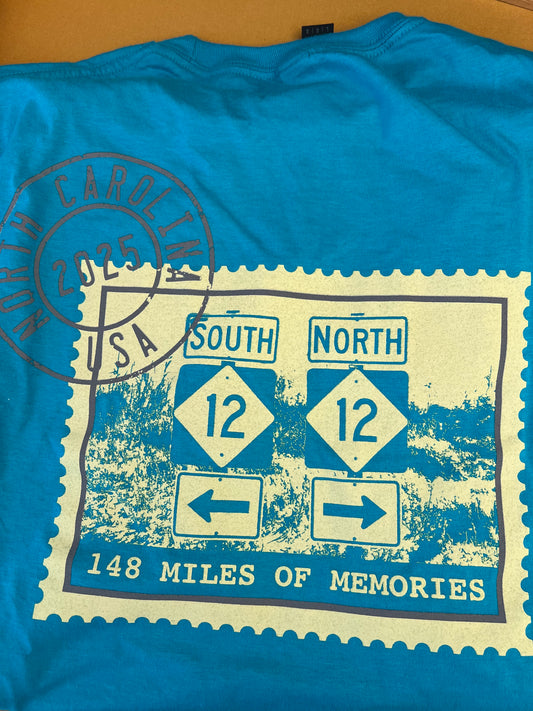 NORTH CAROLINA
2025
USA
SOUTH NORTH
12 12
148 MILES OF MEMORIES